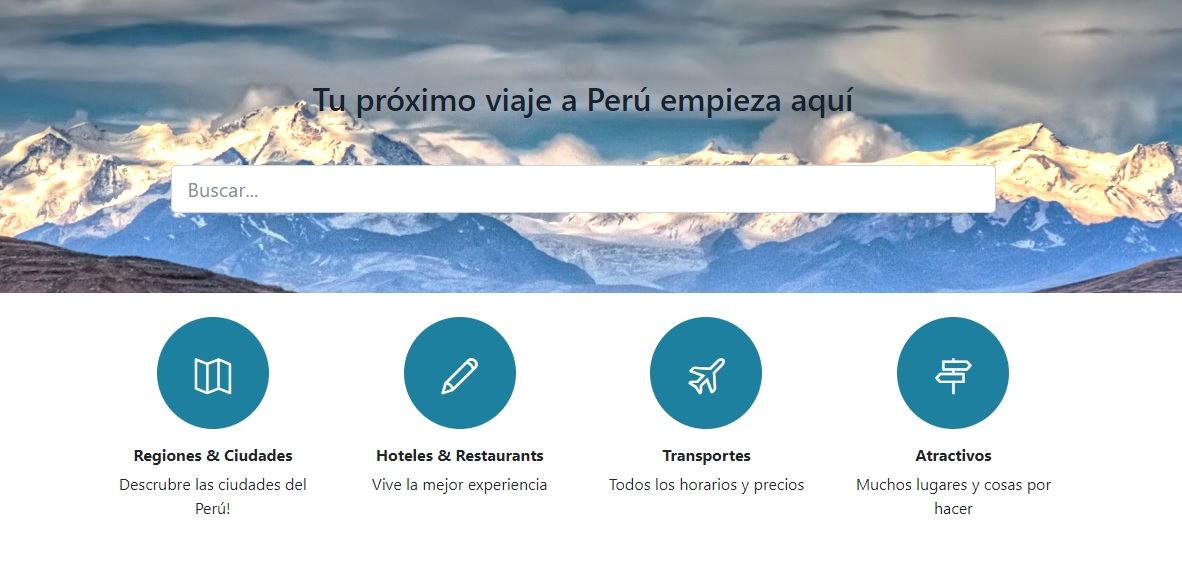 Tu próximo viaje a Perú empieza aquí
Buscar...
Regiones & Ciudades
Descrubre las ciudades del
Perú!
Hoteles & Restaurants
Vive la mejor experiencia
Transportes
Todos los horarios y precios
Atractivos
Muchos lugares y cosas por
hacer